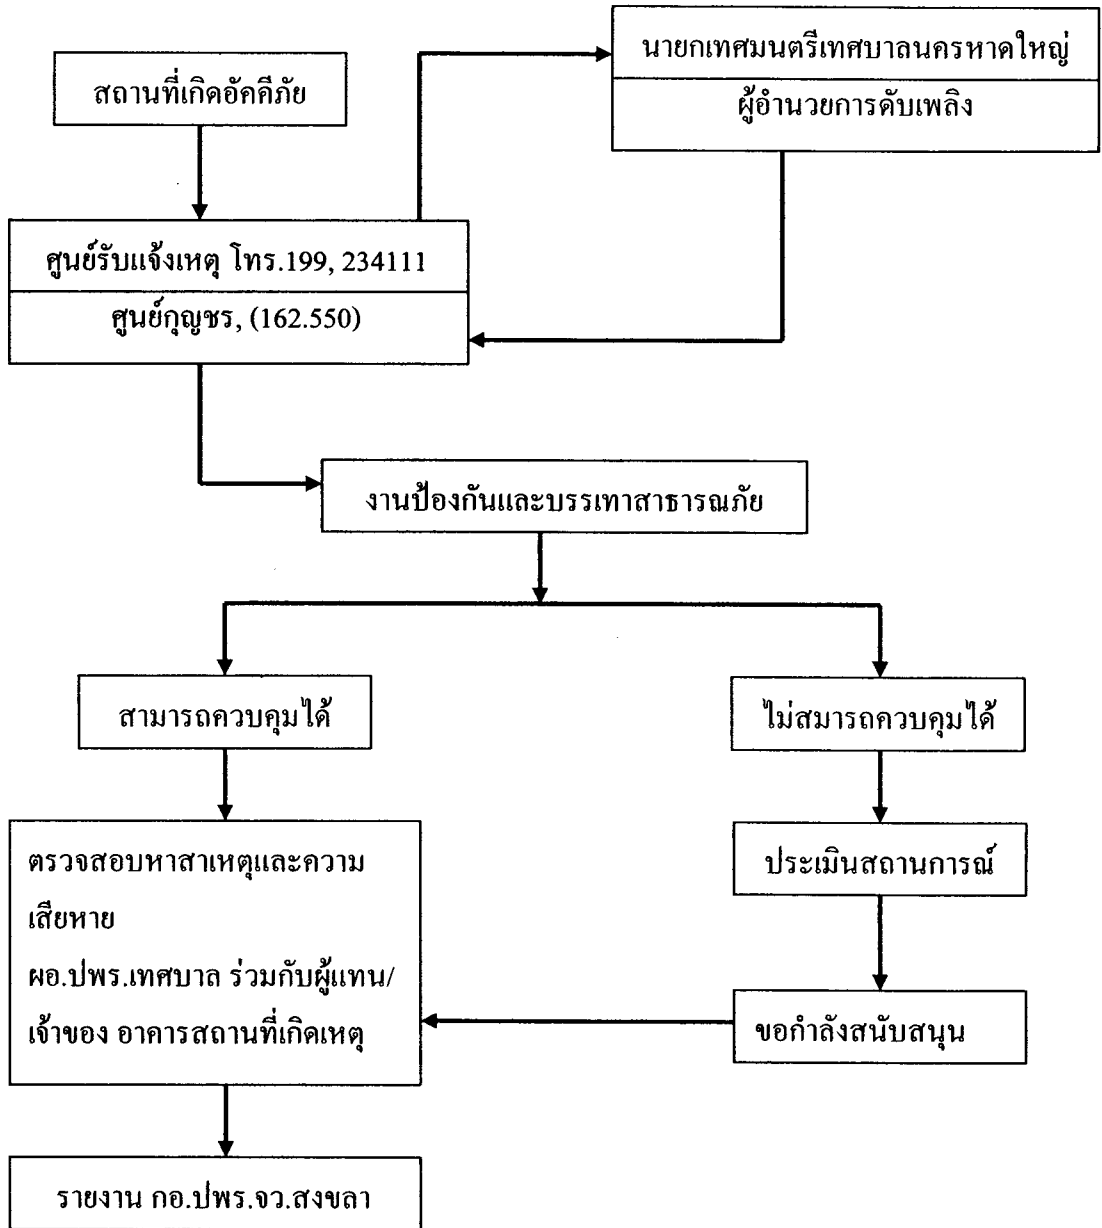 นายกเทศมนตรีเทศบาลนครหาดใหญ่
ผู้อำนวยการดับเพลิง
สถานที่เกิดอัคคีภัย
ศูนย์รับแจ้งเหตุ โทร.199, 234111
ศูนย์กุญชร, (162.550)
งานป้องกันและบรรเทาสาธารณภัย
สามารถควบคุมได้
ไม่สมารถควบคุมได้
ตรวจสอบหาสาเหตุและความ
เสียหาย
ผอ.ปพร.เทศบาล ร่วมกับผู้แทน/
เจ้าของ อาคารสถานที่เกิดเหตุ
ประเมินสถานการณ์
ขอกำลังสนับสนุน
รายงาน กอ.ปพร.จว.สงขลา